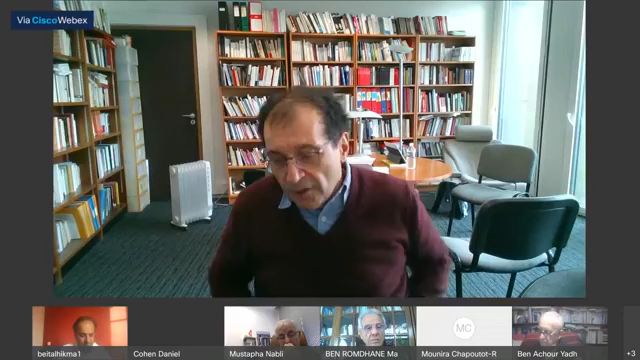 Via Cisco Webex
MC
beitalhikma1
Cohen Daniel
Mustapha Nabli
BEN ROMDHANE Ma
Mounira Chapoutot-R
Ben Achour Yadh
+3